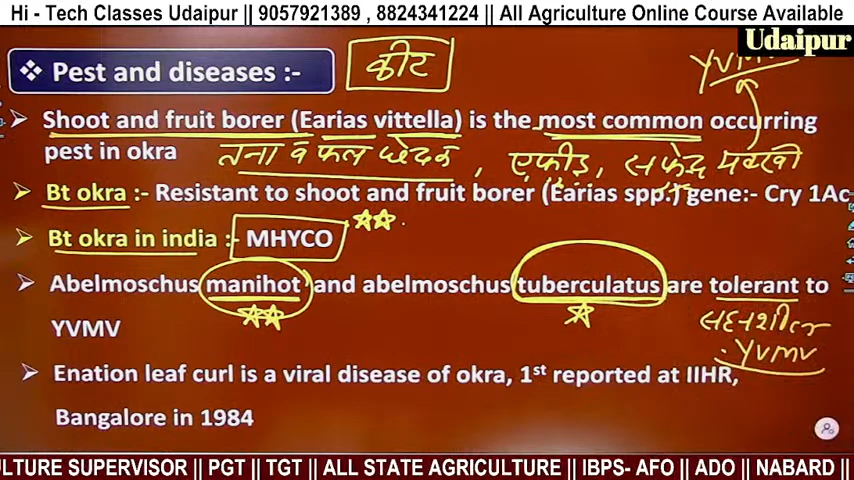 Hi - Tech Classes Udaipur || 9057921389 , 8824341224 || All Agriculture Online Course Available
Udaipur
❖ Pest and diseases :-
कीट
YVMV
➢ Shoot and fruit borer (Earias vittella) is the most common occurring
pest in okra
तना व फल छेदक , एफीड, सफेद मक्खी
➢ Bt okra :- Resistant to shoot and fruit borer (Earias spp.) gene:- Cry 1Ac
➢ Bt okra in india :- MHYCO
➢ Abelmoschus manihot and abelmoschus tuberculatus are tolerant to
YVMV
सहनशील
YVMV
➢ Enation leaf curl is a viral disease of okra, 1st reported at IIHR,
Bangalore in 1984
ULTURE SUPERVISOR || PGT || TGT || ALL STATE AGRICULTURE || IBPS- AFO || ADO || NABARD ||